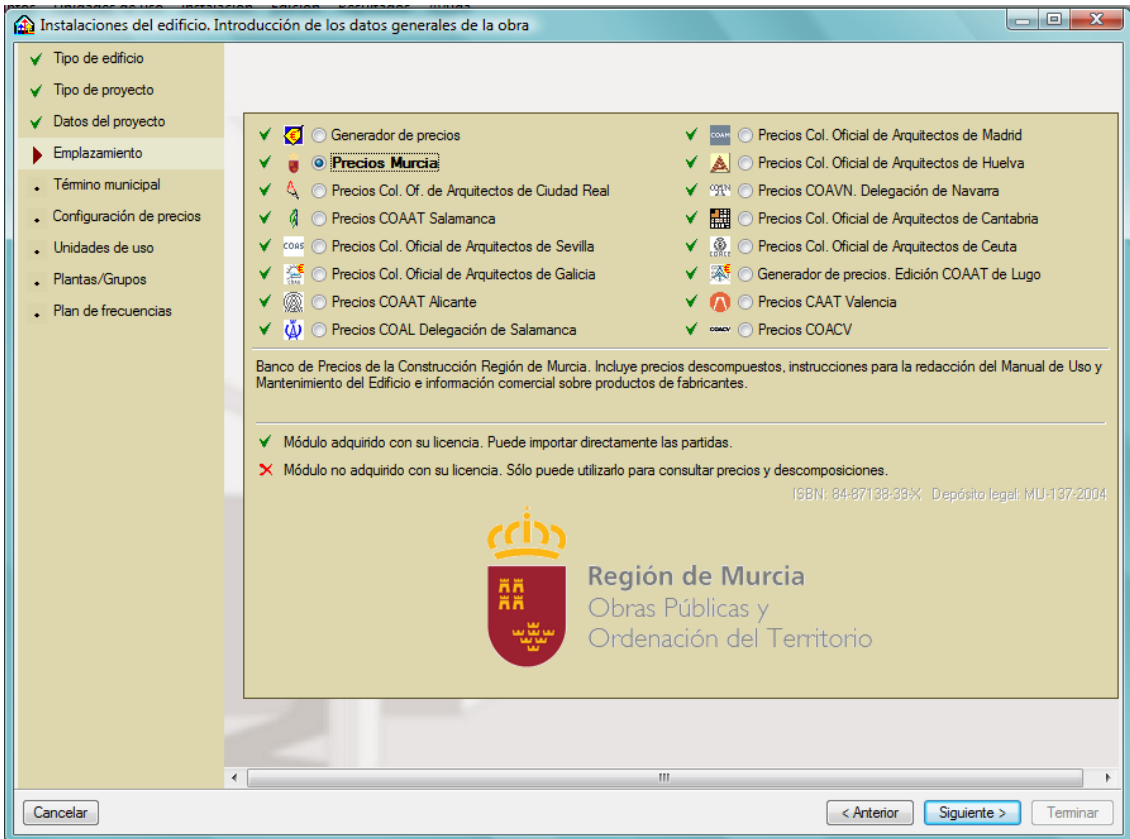 Instalaciones del edificio. Introducción de los datos generales de la obra
Tipo de edificio
Tipo de proyecto
Datos del proyecto
Emplazamiento
Término municipal
Configuración de precios
Unidades de uso
Plantas/Grupos
Plan de frecuencias
Generador de precios
Precios Murcia
Precios Col. Of. de Arquitectos de Ciudad Real
Precios COAAT Salamanca
COAS Precios Col. Oficial de Arquitectos de Sevilla
Precios Col. Oficial de Arquitectos de Galicia
Precios COAAT Alicante
Precios COAL Delegación de Salamanca
COAM Precios Col. Oficial de Arquitectos de Madrid
Precios Col. Oficial de Arquitectos de Huelva
Precios COAVN. Delegación de Navarra
Precios Col. Oficial de Arquitectos de Cantabria
Precios Col. Oficial de Arquitectos de Ceuta
Generador de precios. Edición COAAT de Lugo
Precios CAAT Valencia
COACV Precios COACV
Banco de Precios de la Construcción Región de Murcia. Incluye precios descompuestos, instrucciones para la redacción del Manual de Uso y
Mantenimiento del Edificio e información comercial sobre productos de fabricantes.
Módulo adquirido con su licencia. Puede importar directamente las partidas.
Módulo no adquirido con su licencia. Sólo puede utilizarlo para consultar precios y descomposiciones.
ISBN: 84-87138-39-X Depósito legal: MU-137-2004
Región de Murcia
Obras Públicas y
Ordenación del Territorio
Cancelar
< Anterior
Siguiente >
Terminar